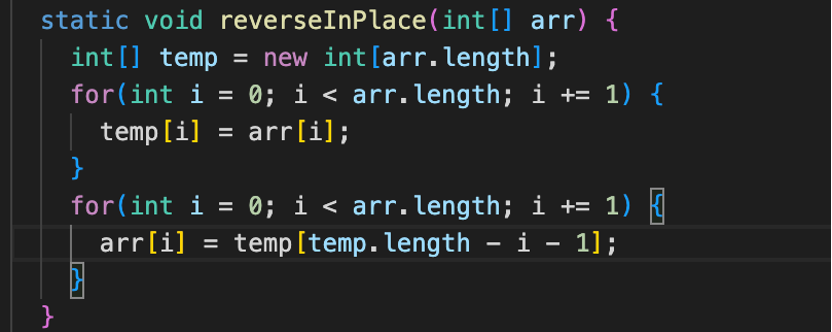 static void reverseInPlace(int[] arr) {
int[] temp = new int[arr.length];
for(int i = 0; i < arr.length; i += 1) {
temp[i] = arr[i];
}
for(int i = 0; i < arr.length; i += 1) {
arr[i] = temp[temp.length - i - 1];
}
}